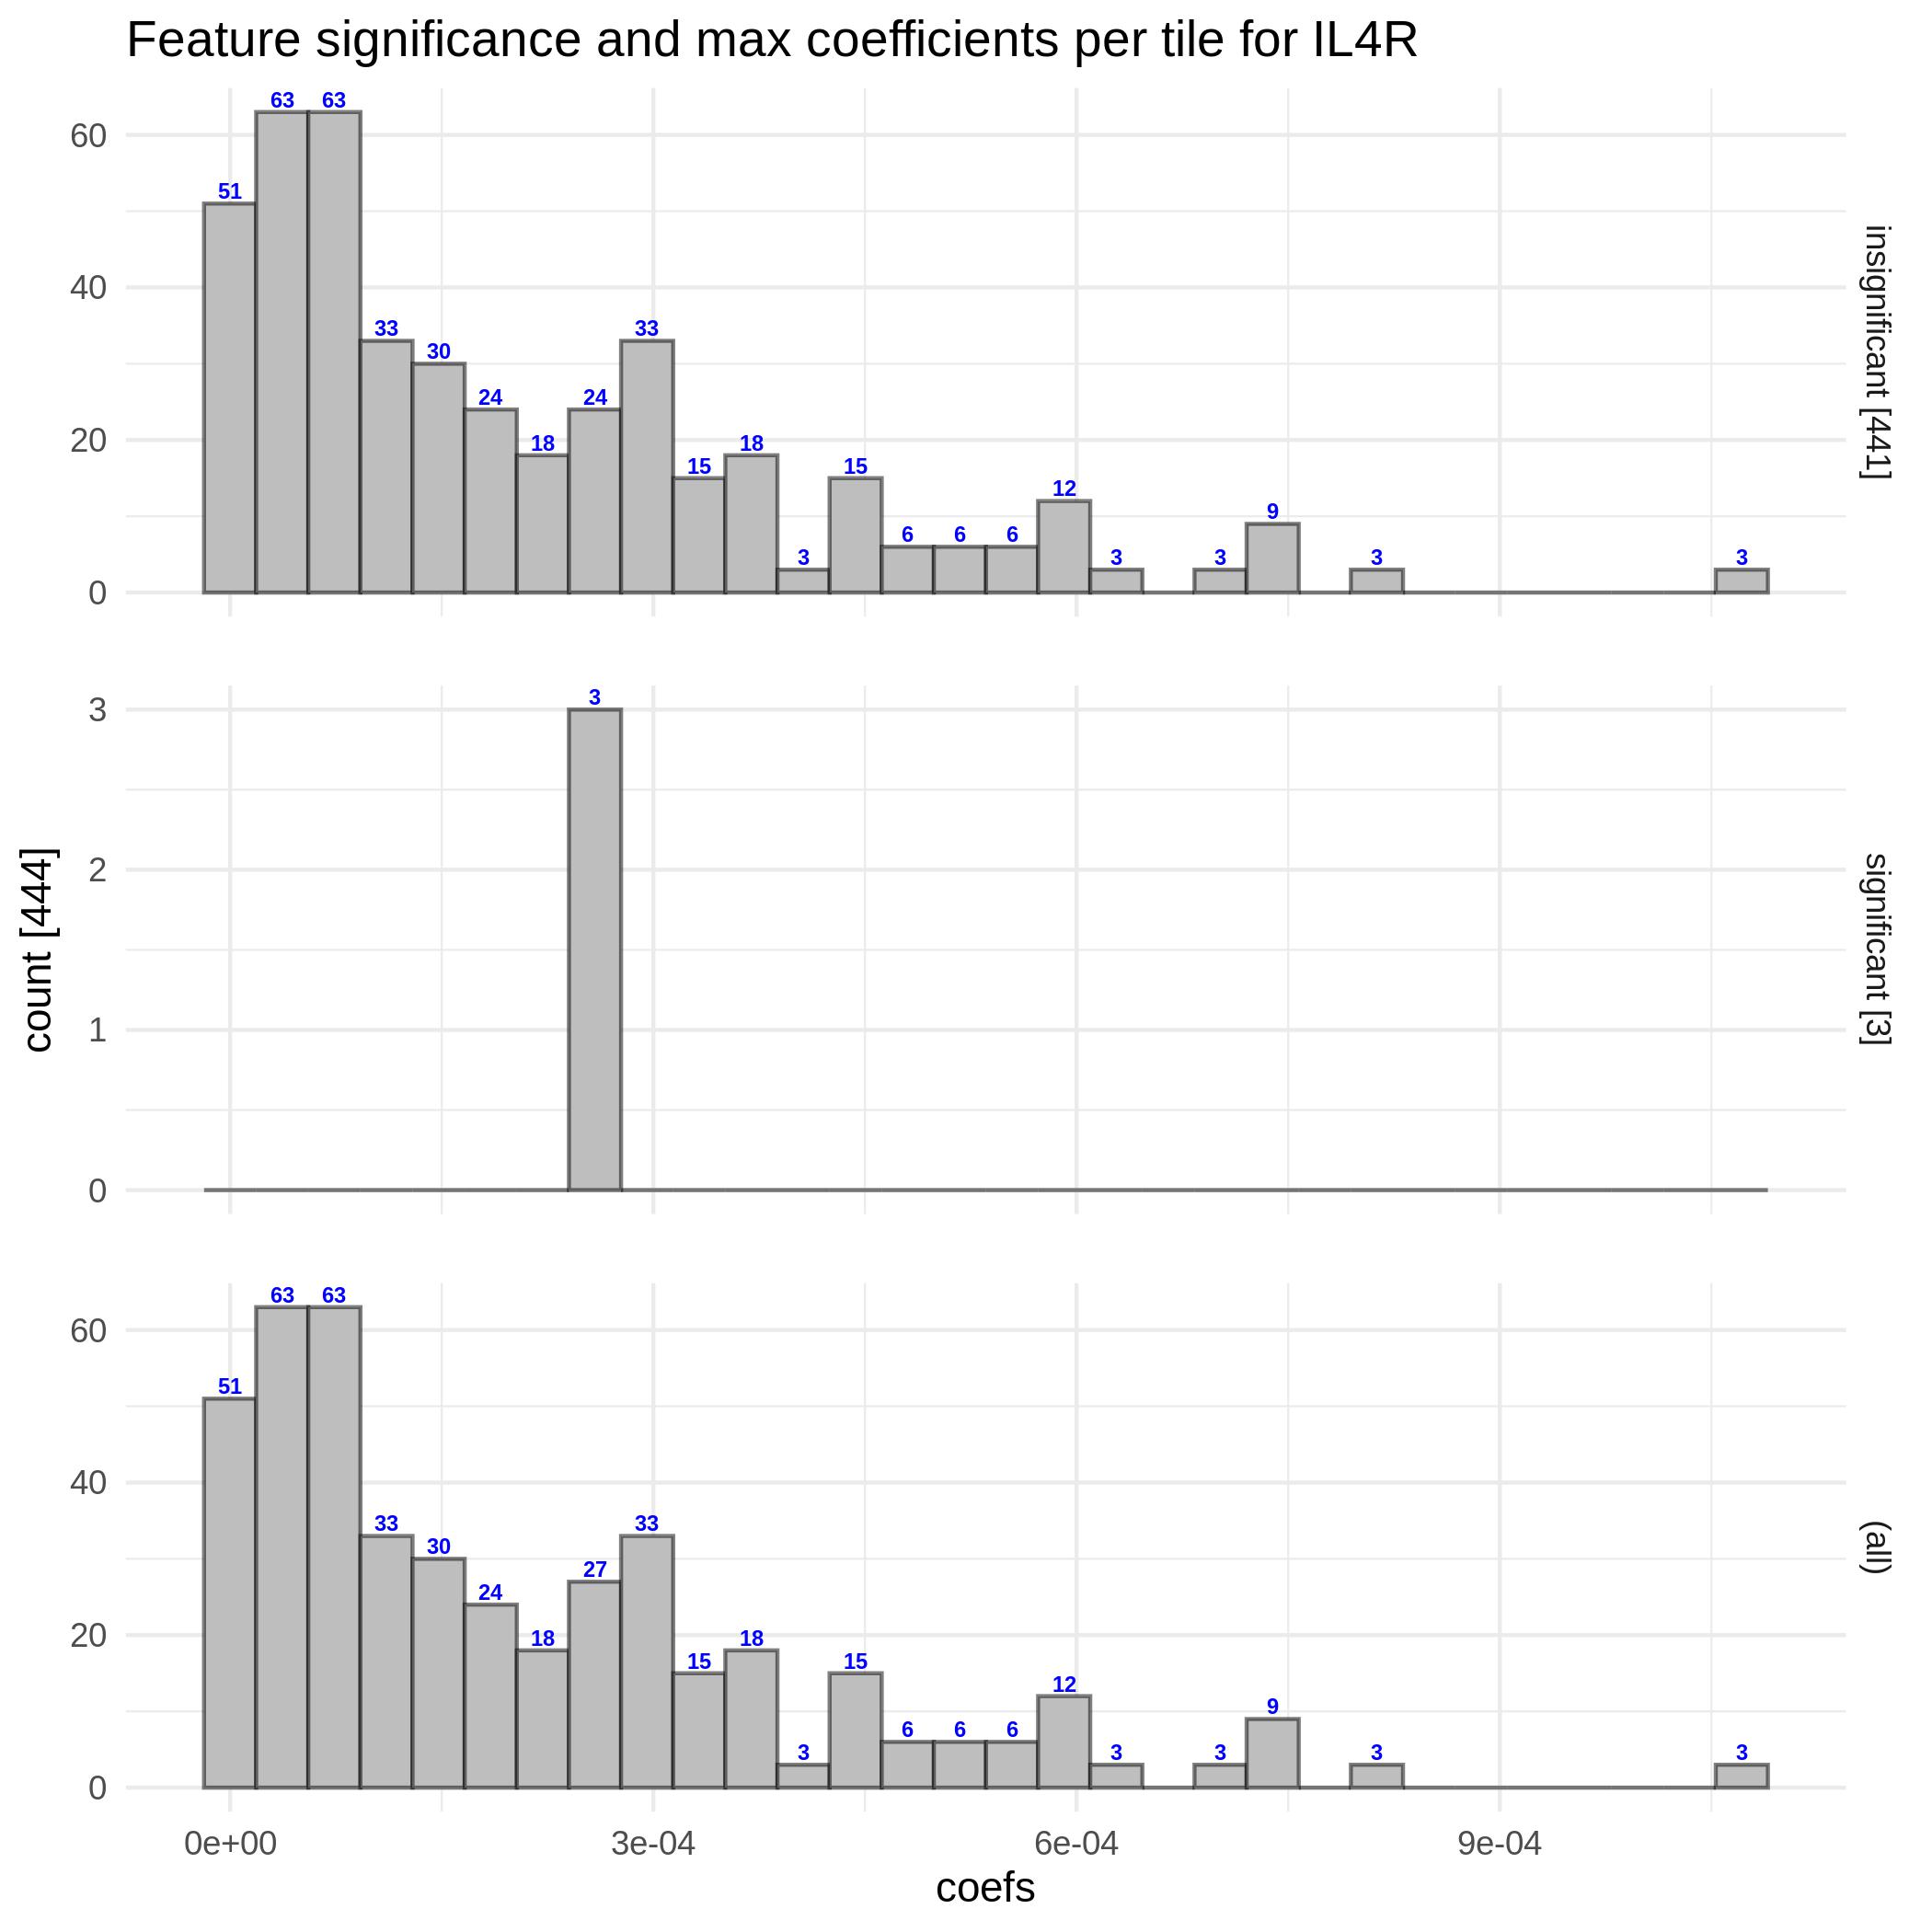 Feature significance and max coefficients per tile for IL4R
63 63
60
51
40
33 33
30
24 24
20
18 18
15 15
12
9
6 6 6
3 3 3 3 3
0
insignificant [441]
3
3
2
1
0
significant [3]
count [444]
63 63
60
51
40
33 33
30
27
24
20
18 18
15 15
12
9
6 6 6
3 3 3 3 3
0
(all)
0e+00 3e-04 6e-04 9e-04
coefs